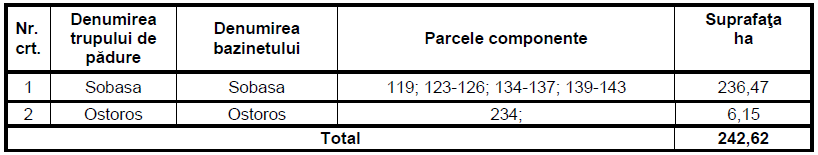 Nr. crt. Denumirea trupului de pădure Denumirea bazinetului Parcele componente Suprafaţa ha
1 Sobasa Sobasa 119; 123-126; 134-137; 139-143 236,47
2 Ostoros Ostoros 234; 6,15
Total 242,62